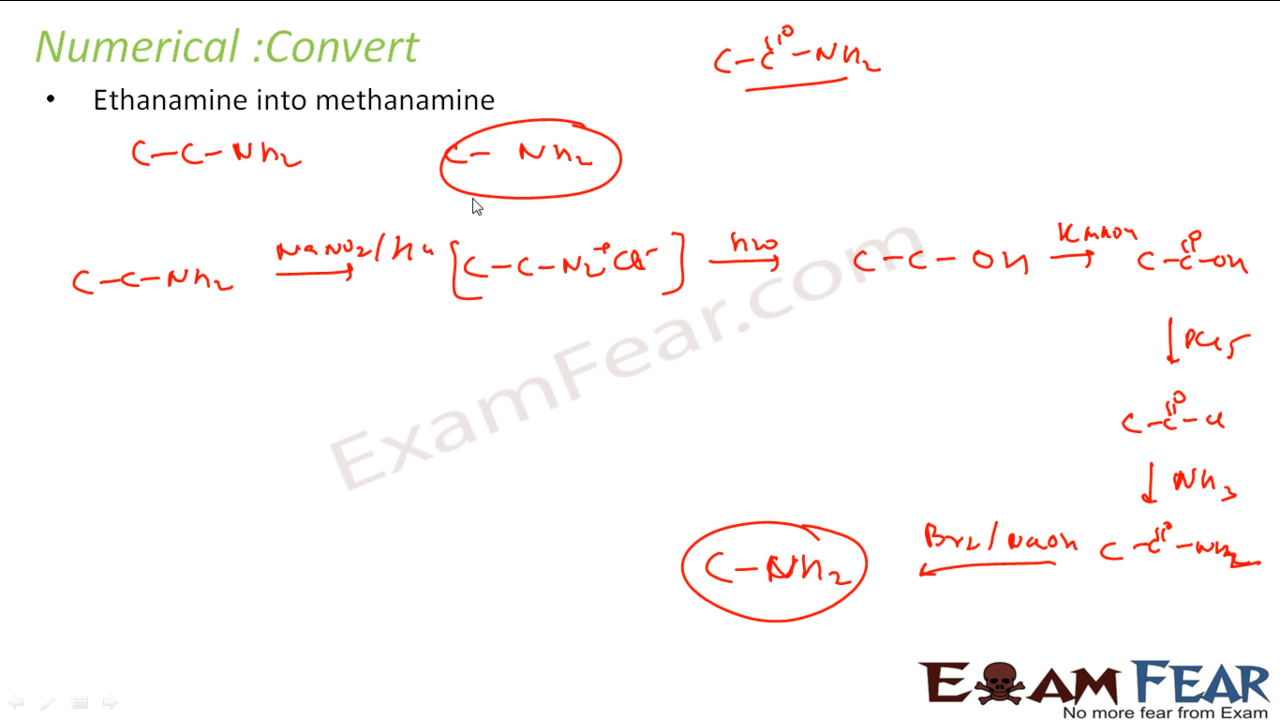 Numerical :Convert
C-C(=O)-NH2
• Ethanamine into methanamine
C-C-NH2 C- NH2
C-C-NH2 NaNO2/HCl [C-C-N2+Cl-] H2O C-C-OH KMnO4 C-C(=O)-OH
PCl5
C-C(=O)-Cl
NH3
C-NH2 Br2/NaOH C-C(=O)-NH2
ExamFear.com
EXAM FEAR
No more fear from Exam